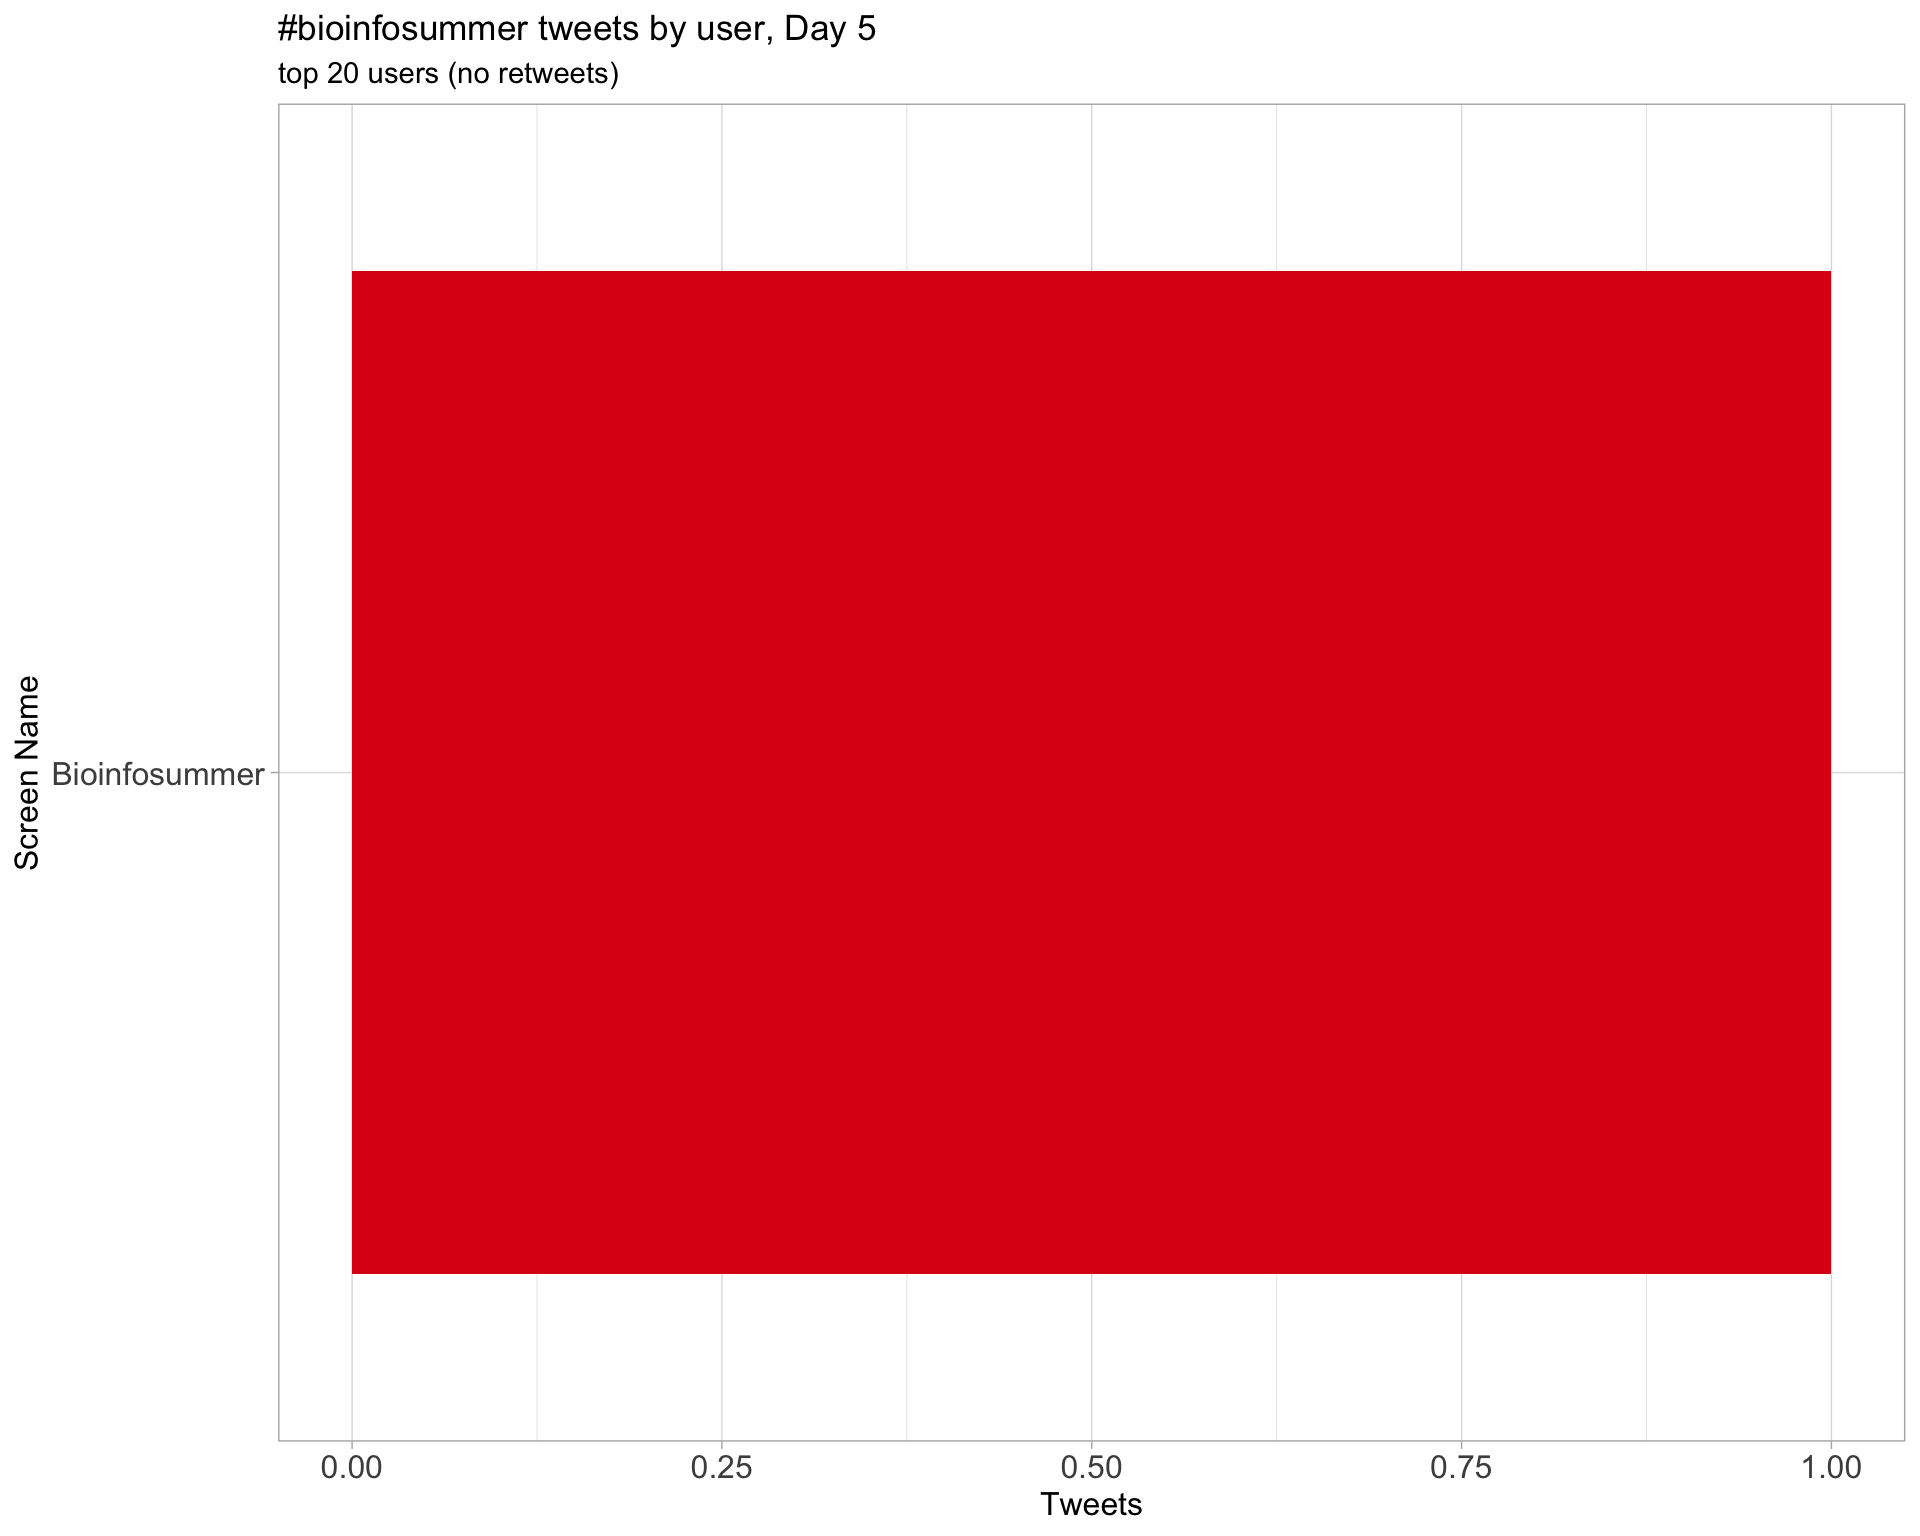 #bioinfosummer tweets by user, Day 5
top 20 users (no retweets)
Screen Name
Bioinfosummer
0.00 0.25 0.50 0.75 1.00
Tweets